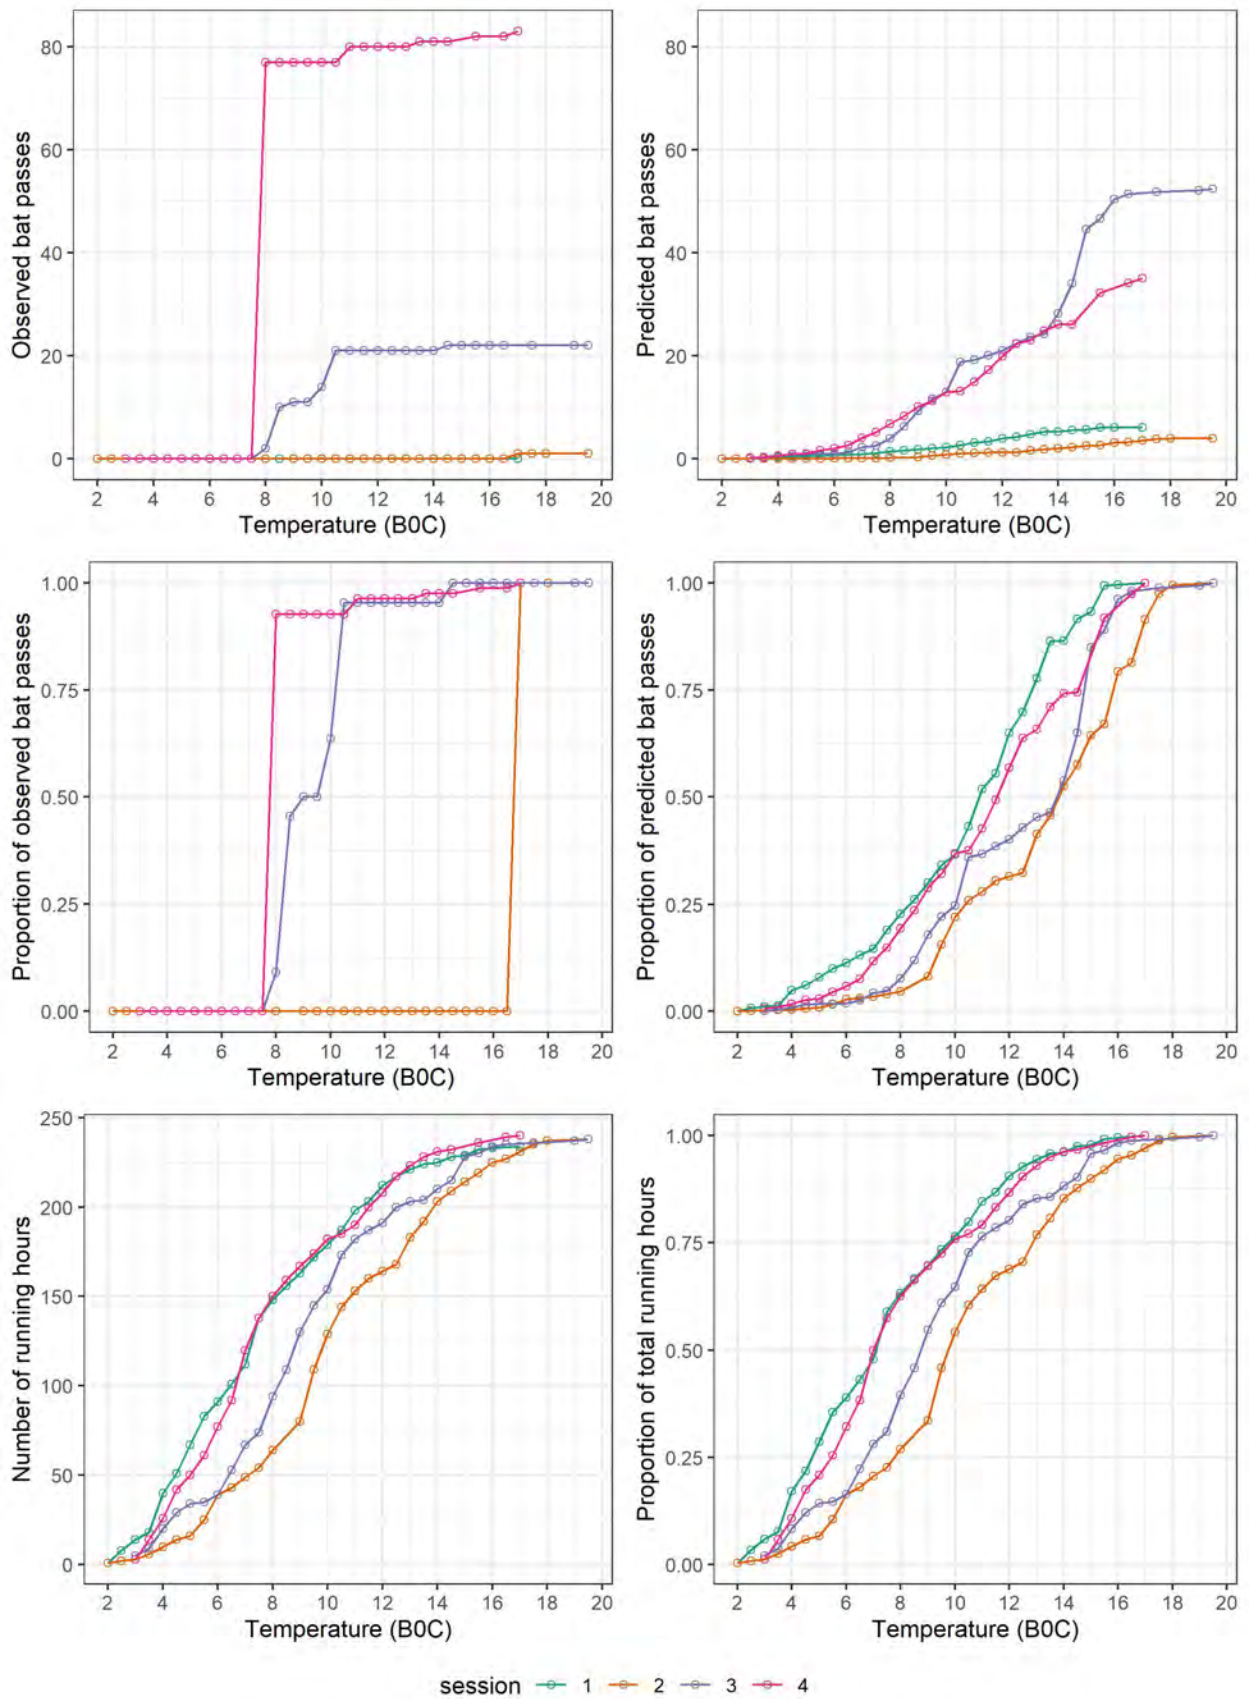 Observed bat passes
80
60
40
20
0
2 4 6 8 10 12 14 16 18 20
Temperature (B0C)
Predicted bat passes
80
60
40
20
0
2 4 6 8 10 12 14 16 18 20
Temperature (B0C)
Proportion of observed bat passes
1.00
0.75
0.50
0.25
0.00
2 4 6 8 10 12 14 16 18 20
Temperature (B0C)
Proportion of predicted bat passes
1.00
0.75
0.50
0.25
0.00
2 4 6 8 10 12 14 16 18 20
Temperature (B0C)
Number of running hours
250
200
150
100
50
0
2 4 6 8 10 12 14 16 18 20
Temperature (B0C)
Proportion of total running hours
1.00
0.75
0.50
0.25
0.00
2 4 6 8 10 12 14 16 18 20
Temperature (B0C)
session 1 2 3 4